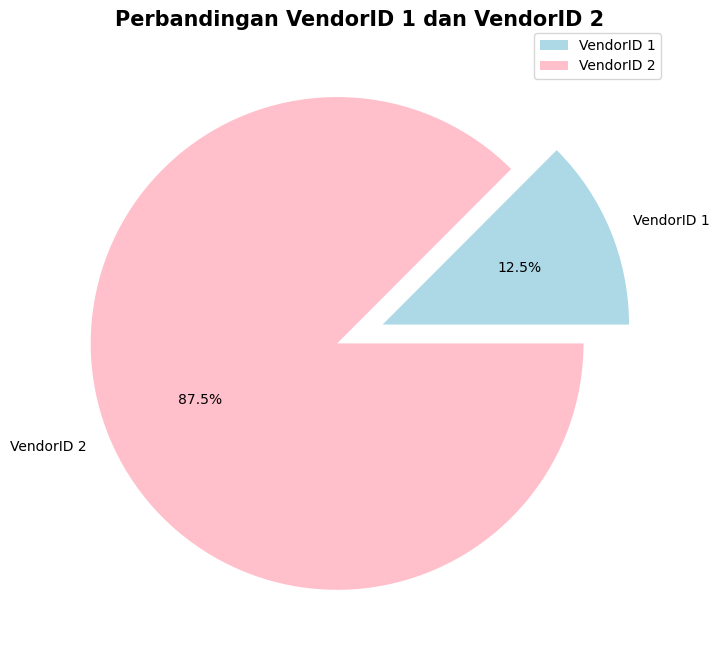 Perbandingan VendorID 1 dan VendorID 2
VendorID 1
VendorID 2
VendorID 1
12.5%
87.5%
VendorID 2